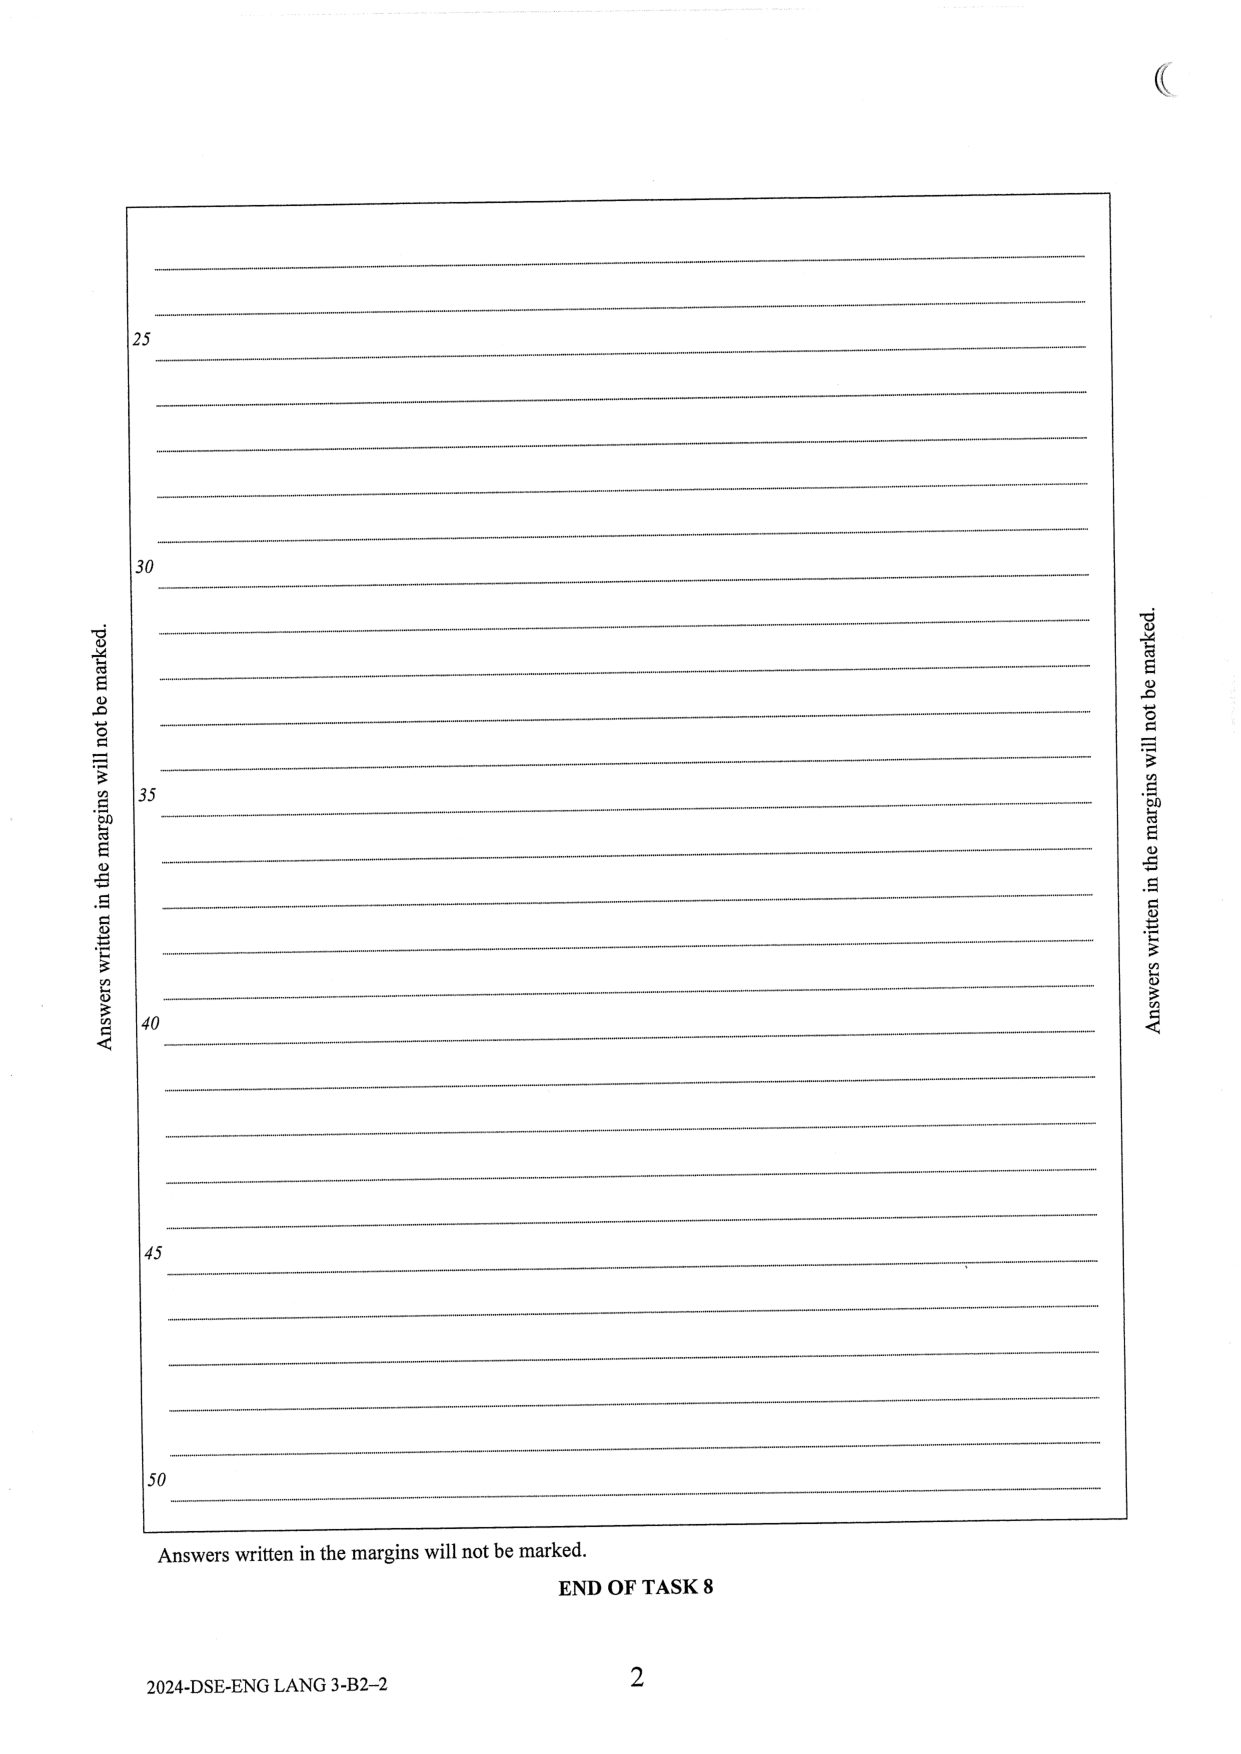 25
30
Answers written in the margins will not be marked.
Answers written in the margins will not be marked.
35
40
45
50
Answers written in the margins will not be marked.
END OF TASK 8
2024-DSE-ENG LANG 3-B2–2
2